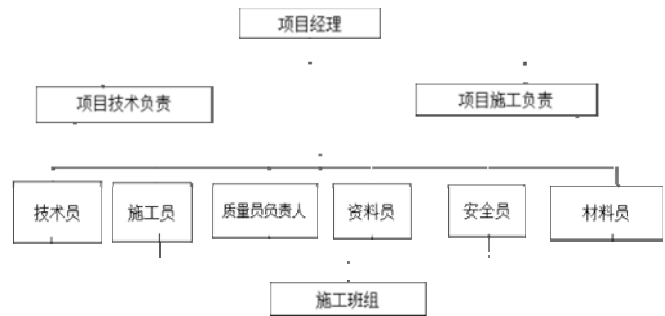 项目经理
项目技术负责
项目施工负责
技术员
施工员
质量员负责人
资料员
安全员
材料员
施工班组